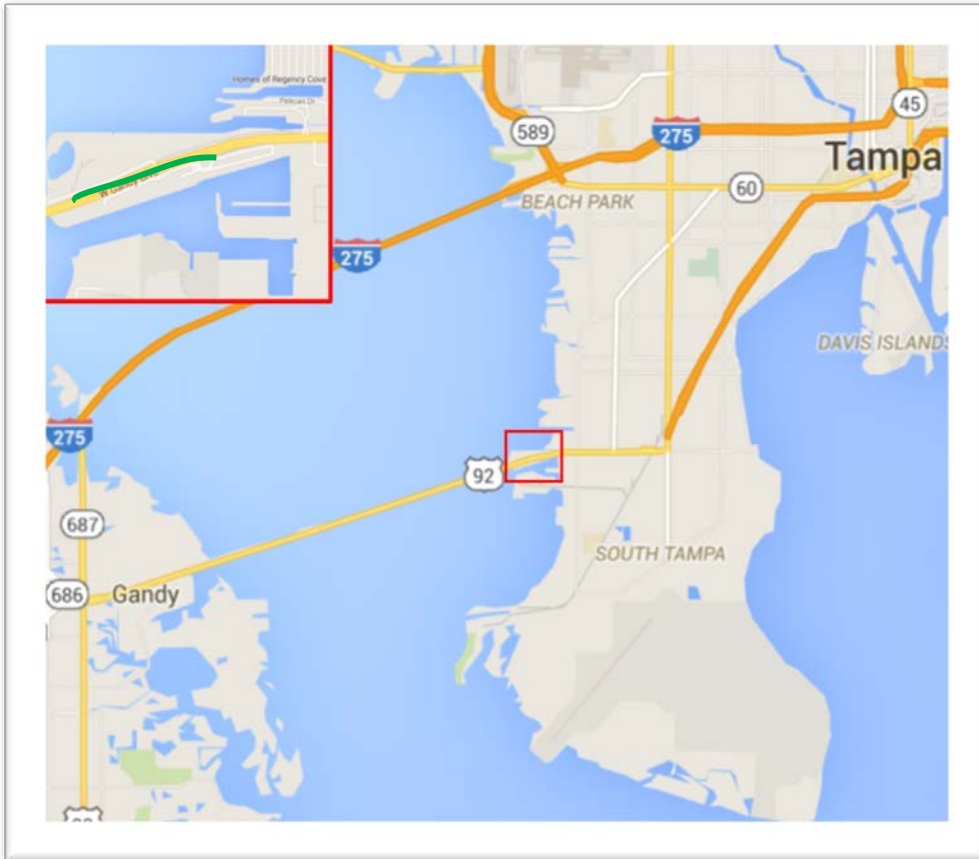 Homes of Regency Cove
Pelican Dr
589
275
45
Tampa
60
BEACH PARK
275
DAVIS ISLANDS
275
92
687
SOUTH TAMPA
686
Gandy